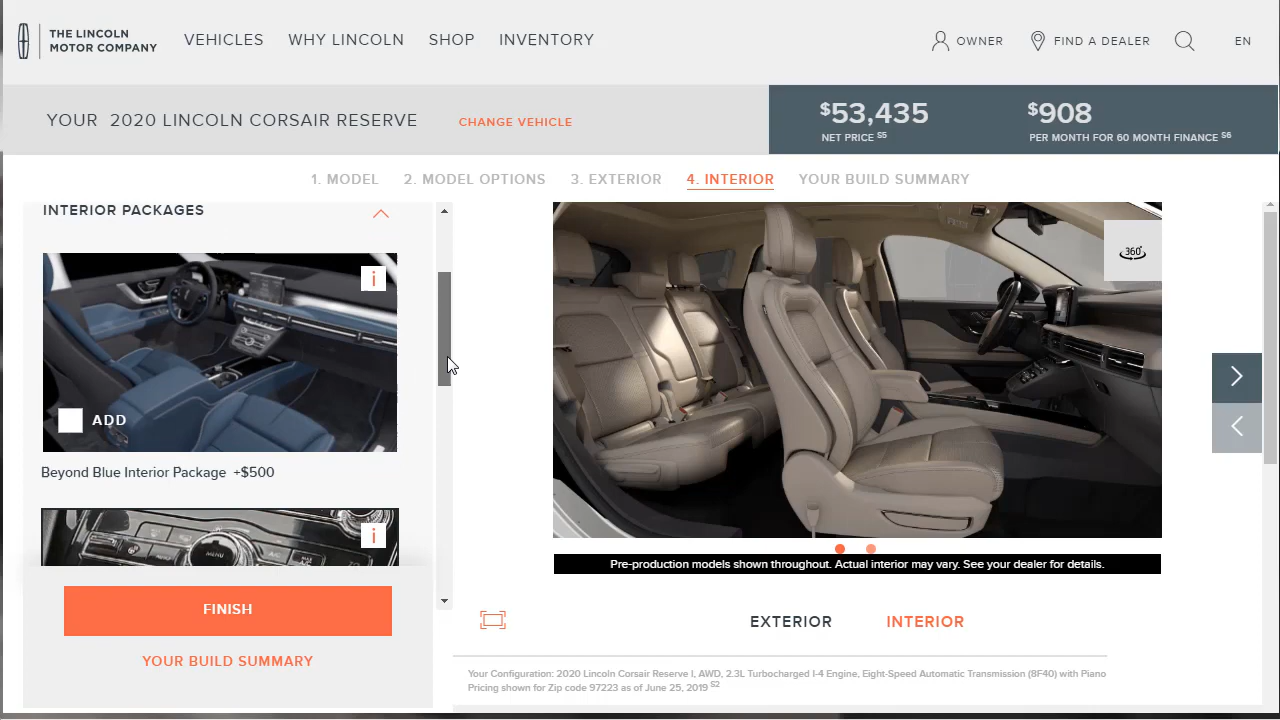 THE LINCOLN
MOTOR COMPANY
VEHICLES
WHY LINCOLN
SHOP
INVENTORY
OWNER
FIND A DEALER
EN
YOUR 2020 LINCOLN CORSAIR RESERVE
CHANGE VEHICLE
$53,435
NET PRICE S5
$908
PER MONTH FOR 60 MONTH FINANCE S6
1. MODEL
2. MODEL OPTIONS
3. EXTERIOR
4. INTERIOR
YOUR BUILD SUMMARY
INTERIOR PACKAGES
i
ADD
Beyond Blue Interior Package +$500
i
MENU
FINISH
YOUR BUILD SUMMARY
360°
Pre-production models shown throughout. Actual interior may vary. See your dealer for details.
EXTERIOR
INTERIOR
Your Configuration: 2020 Lincoln Corsair Reserve I, AWD, 2.3L Turbocharged I-4 Engine, Eight-Speed Automatic Transmission (8F40) with Piano
Pricing shown for Zip code 97223 as of June 25, 2019 S2